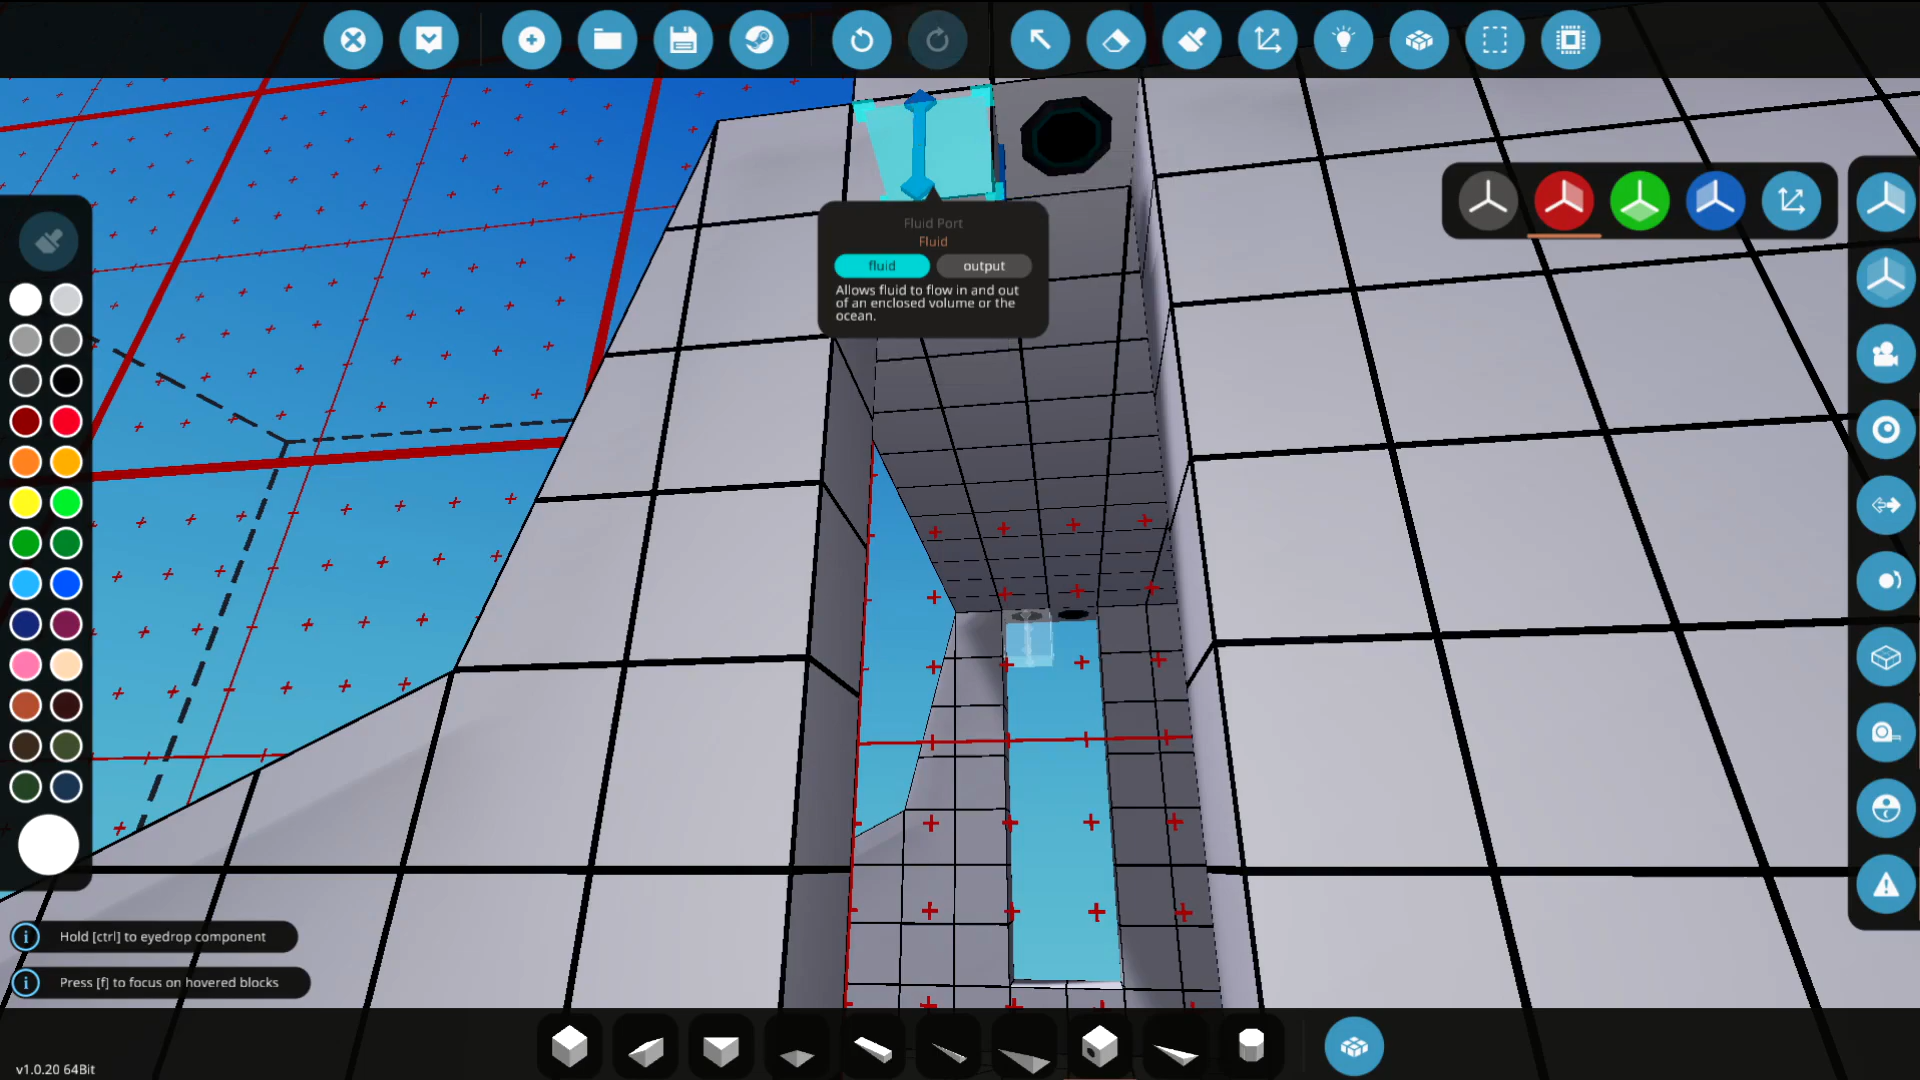 Fluid Port
Fluid
fluid output
Allows fluid to flow in and out
of an enclosed volume or the
ocean.
Hold [ctrl] to eyedrop component
Press [f] to focus on hovered blocks
v1.0.20 64Bit